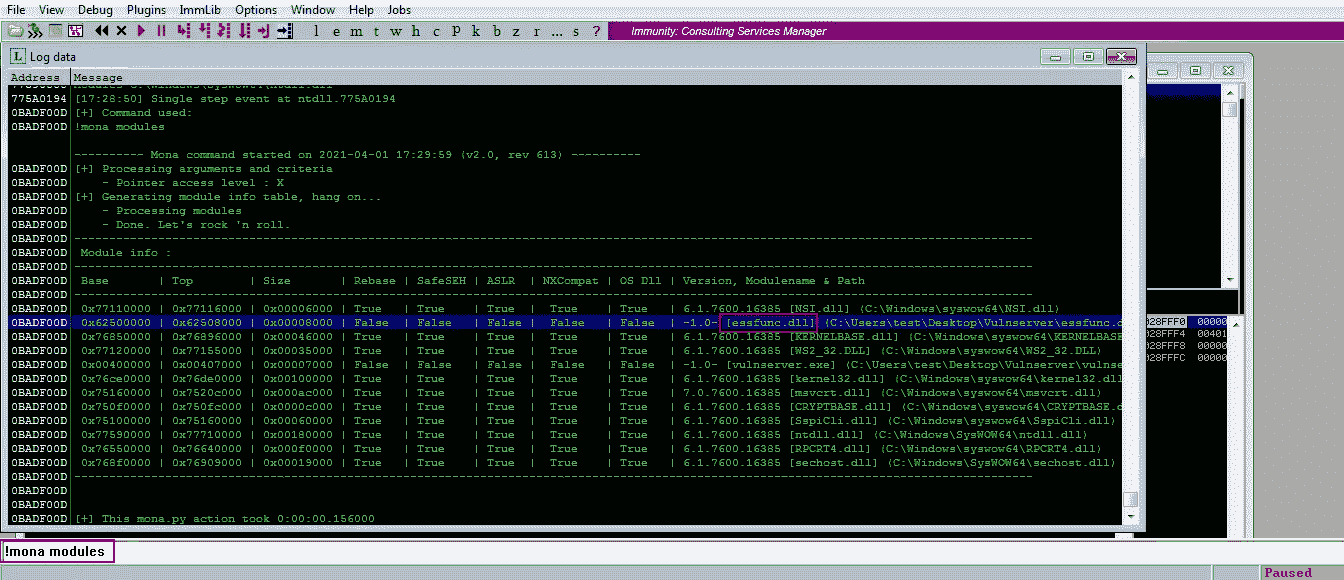 File View Debug Plugins ImmLib Options Window Help Jobs
l e m t w h c P k b z r ... s ?
Immunity: Consulting Services Manager
L Log data
Address Message
775A0194 [17:28:50] Single step event at ntdll.775A0194
0BADF00D [+] Command used:
0BADF00D !mona modules
---------- Mona command started on 2021-04-01 17:29:59 (v2.0, rev 613) ----------
0BADF00D [+] Processing arguments and criteria
0BADF00D - Pointer access level : X
0BADF00D [+] Generating module info table, hang on...
0BADF00D - Processing modules
0BADF00D - Done. Let's rock 'n roll.
0BADF00D
0BADF00D Module info :
0BADF00D
0BADF00D Base | Top | Size | Rebase | SafeSEH | ASLR | NXCompat | OS Dll | Version, Modulename & Path
0BADF00D
0BADF00D 0x77110000 | 0x77116000 | 0x00006000 | True | True | True | True | True | 6.1.7600.16385 [NSI.dll] (C:\Windows\syswow64\NSI.dll)
0BADF00D 0x62500000 | 0x62508000 | 0x00008000 | False | False | False | False | False | -1.0- [essfunc.dll] (C:\Users\test\Desktop\Vulnserver\essfunc.d
0BADF00D 0x76850000 | 0x76896000 | 0x00046000 | True | True | True | True | True | 6.1.7600.16385 [KERNELBASE.dll] (C:\Windows\syswow64\KERNELBASE
0BADF00D 0x77120000 | 0x77155000 | 0x00035000 | True | True | True | True | True | 6.1.7600.16385 [WS2_32.DLL] (C:\Windows\syswow64\WS2_32.DLL)
0BADF00D 0x00400000 | 0x00407000 | 0x00007000 | False | False | False | False | False | -1.0- [vulnserver.exe] (C:\Users\test\Desktop\Vulnserver\vulnse
0BADF00D 0x76ce0000 | 0x76de0000 | 0x00100000 | True | True | True | True | True | 6.1.7600.16385 [kernel32.dll] (C:\Windows\syswow64\kernel32.dll
0BADF00D 0x75160000 | 0x7520c000 | 0x000ac000 | True | True | True | True | True | 7.0.7600.16385 [msvcrt.dll] (C:\Windows\syswow64\msvcrt.dll)
0BADF00D 0x750f0000 | 0x750fc000 | 0x0000c000 | True | True | True | True | True | 6.1.7600.16385 [CRYPTBASE.dll] (C:\Windows\syswow64\CRYPTBASE.d
0BADF00D 0x75100000 | 0x75160000 | 0x00060000 | True | True | True | True | True | 6.1.7600.16385 [SspiCli.dll] (C:\Windows\syswow64\SspiCli.dll)
0BADF00D 0x77590000 | 0x77710000 | 0x00180000 | True | True | True | True | True | 6.1.7600.16385 [ntdll.dll] (C:\Windows\SysWOW64\ntdll.dll)
0BADF00D 0x76550000 | 0x76640000 | 0x000f0000 | True | True | True | True | True | 6.1.7600.16385 [RPCRT4.dll] (C:\Windows\syswow64\RPCRT4.dll)
0BADF00D 0x768f0000 | 0x76909000 | 0x00019000 | True | True | True | True | True | 6.1.7600.16385 [sechost.dll] (C:\Windows\SysWOW64\sechost.dll)
0BADF00D
0BADF00D
0BADF00D
0BADF00D [+] This mona.py action took 0:00:00.156000
28FFF0 00000
28FFF4 00401
28FFF8 00000
28FFFC 00000
!mona modules
Paused